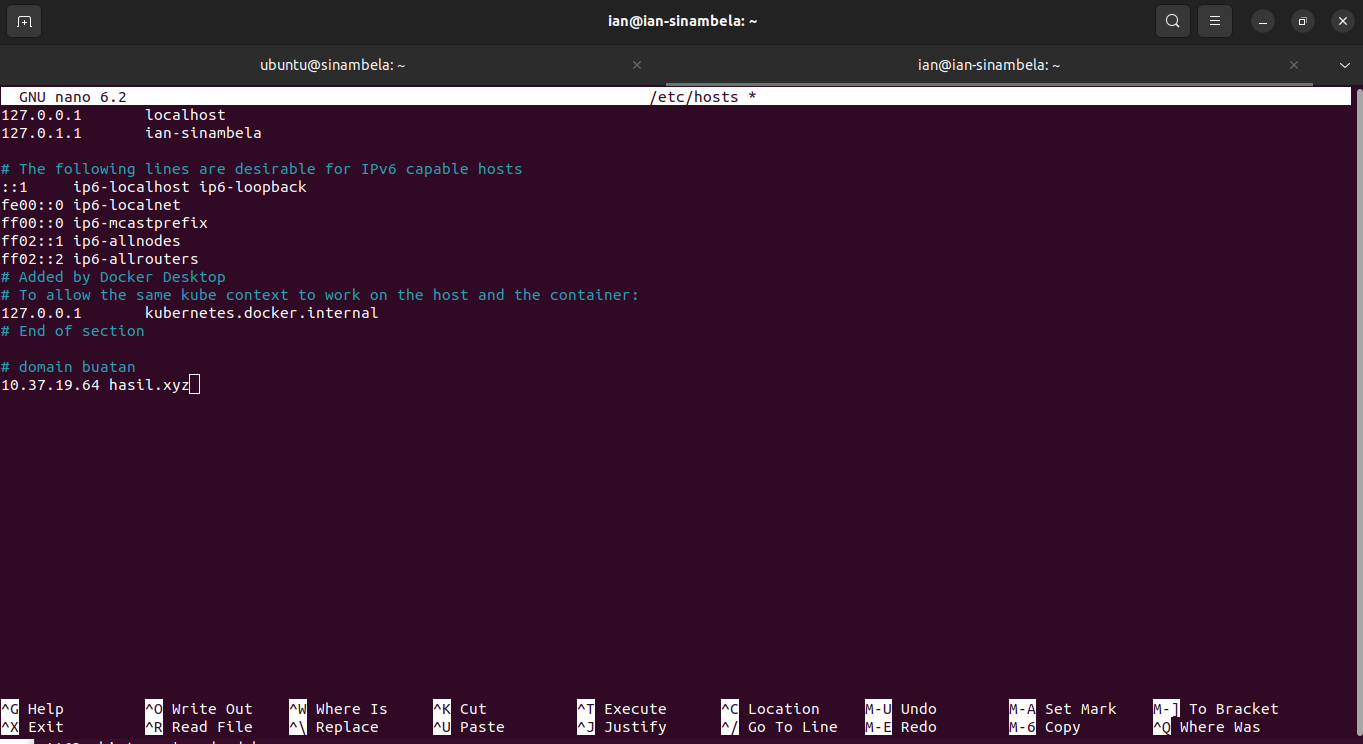 ian@ian-sinambela: ~
ubuntu@sinambela: ~
ian@ian-sinambela: ~
GNU nano 6.2 /etc/hosts *
127.0.0.1 localhost
127.0.1.1 ian-sinambela
# The following lines are desirable for IPv6 capable hosts
::1 ip6-localhost ip6-loopback
fe00::0 ip6-localnet
ff00::0 ip6-mcastprefix
ff02::1 ip6-allnodes
ff02::2 ip6-allrouters
# Added by Docker Desktop
# To allow the same kube context to work on the host and the container:
127.0.0.1 kubernetes.docker.internal
# End of section
# domain buatan
10.37.19.64 hasil.xyz
^G Help ^O Write Out ^W Where Is ^K Cut ^T Execute ^C Location M-U Undo M-A Set Mark M-] To Bracket
^X Exit ^R Read File ^\ Replace ^U Paste ^J Justify ^/ Go To Line M-E Redo M-6 Copy ^Q Where Was